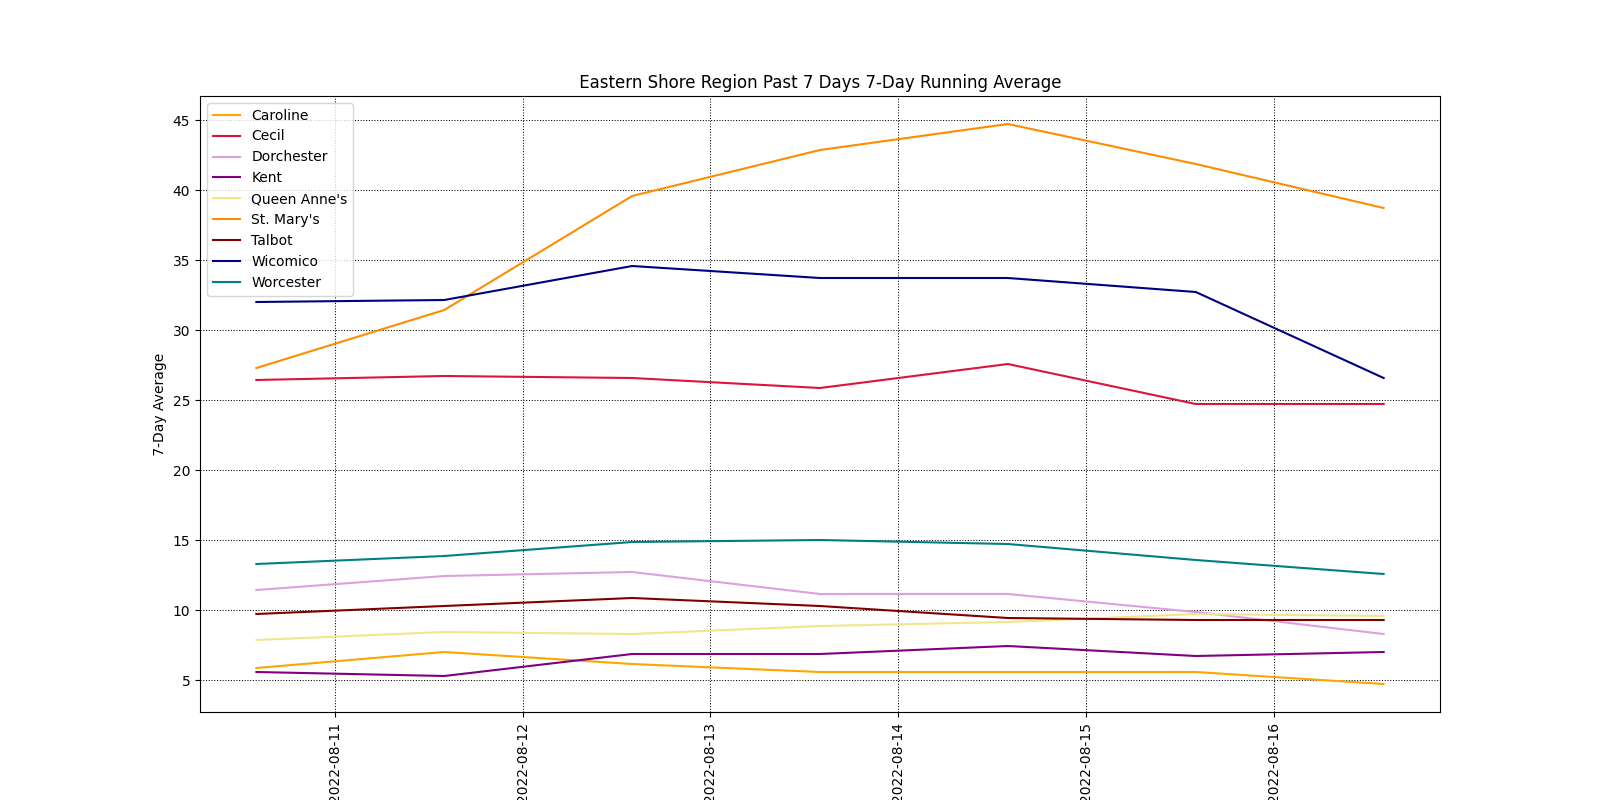 Eastern Shore Region Past 7 Days 7-Day Running Average
Caroline
Cecil
Dorchester
Kent
Queen Anne's
St. Mary's
Talbot
Wicomico
Worcester
45
40
35
30
25
20
15
10
5
7-Day Average
2022-08-11
2022-08-12
2022-08-13
2022-08-14
2022-08-15
2022-08-16